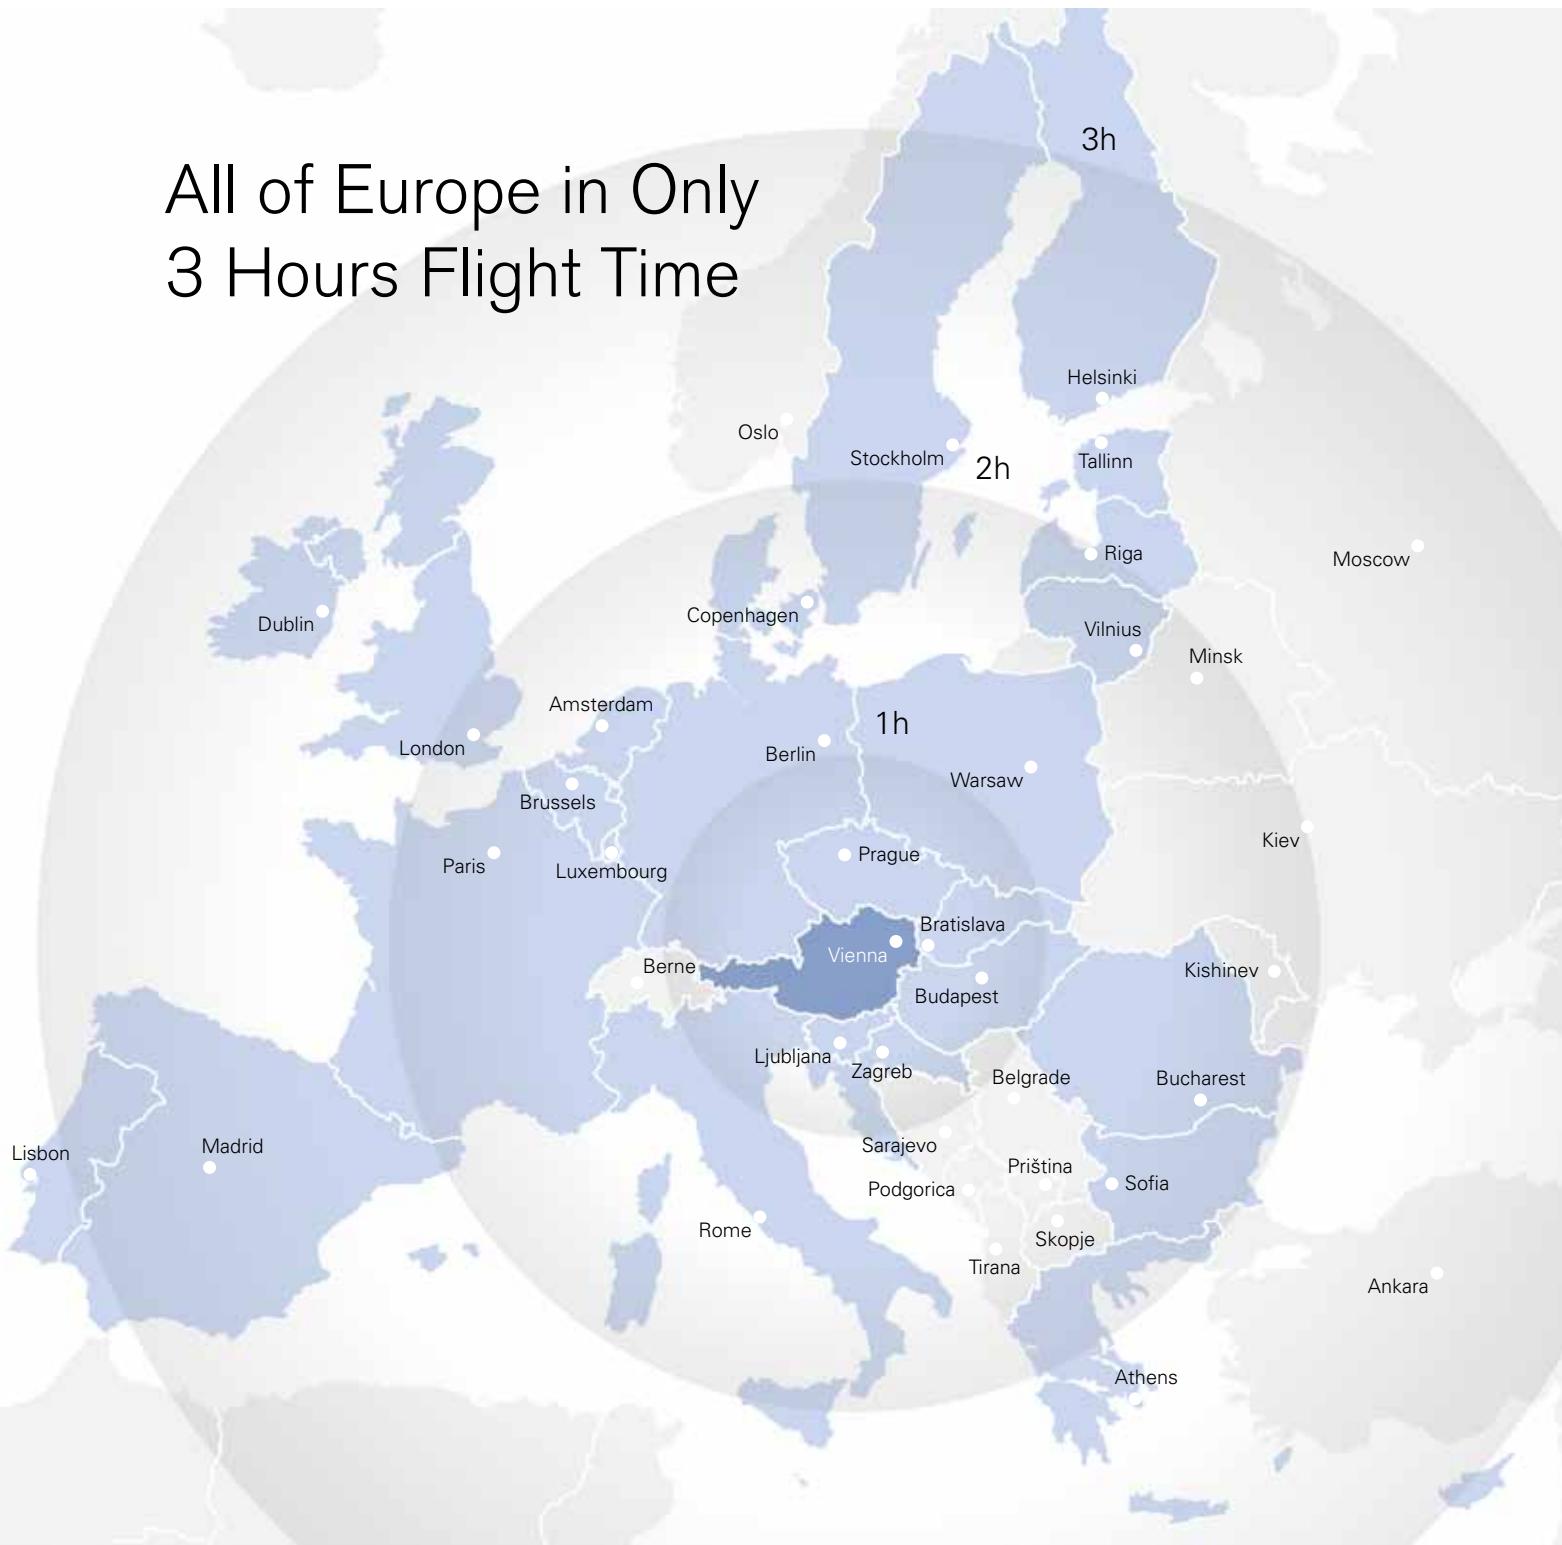 All of Europe in Only
3 Hours Flight Time
3h
Helsinki
Oslo
Stockholm
2h
Tallinn
Riga
Moscow
Dublin
Copenhagen
Vilnius
Minsk
Amsterdam
London
1h
Berlin
Warsaw
Brussels
Kiev
Paris
Luxembourg
Prague
Bratislava
Vienna
Berne
Kishinev
Budapest
Ljubljana
Zagreb
Belgrade
Bucharest
Lisbon
Madrid
Sarajevo
Priština
Podgorica
Sofia
Rome
Skopje
Tirana
Ankara
Athens